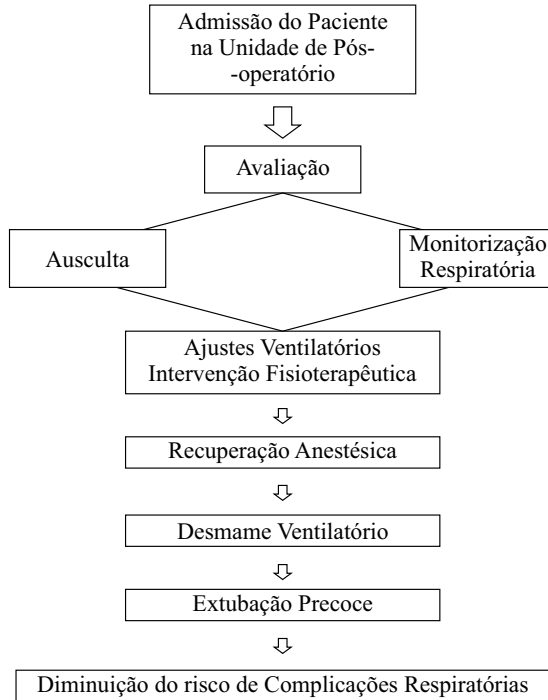 Admissão do Paciente
na Unidade de Pós-
-operatório
Avaliação
Ausculta
Monitorização
Respiratória
Ajustes Ventilatórios
Intervenção Fisioterapêutica
Recuperação Anestésica
Desmame Ventilatório
Extubação Precoce
Diminuição do risco de Complicações Respiratórias